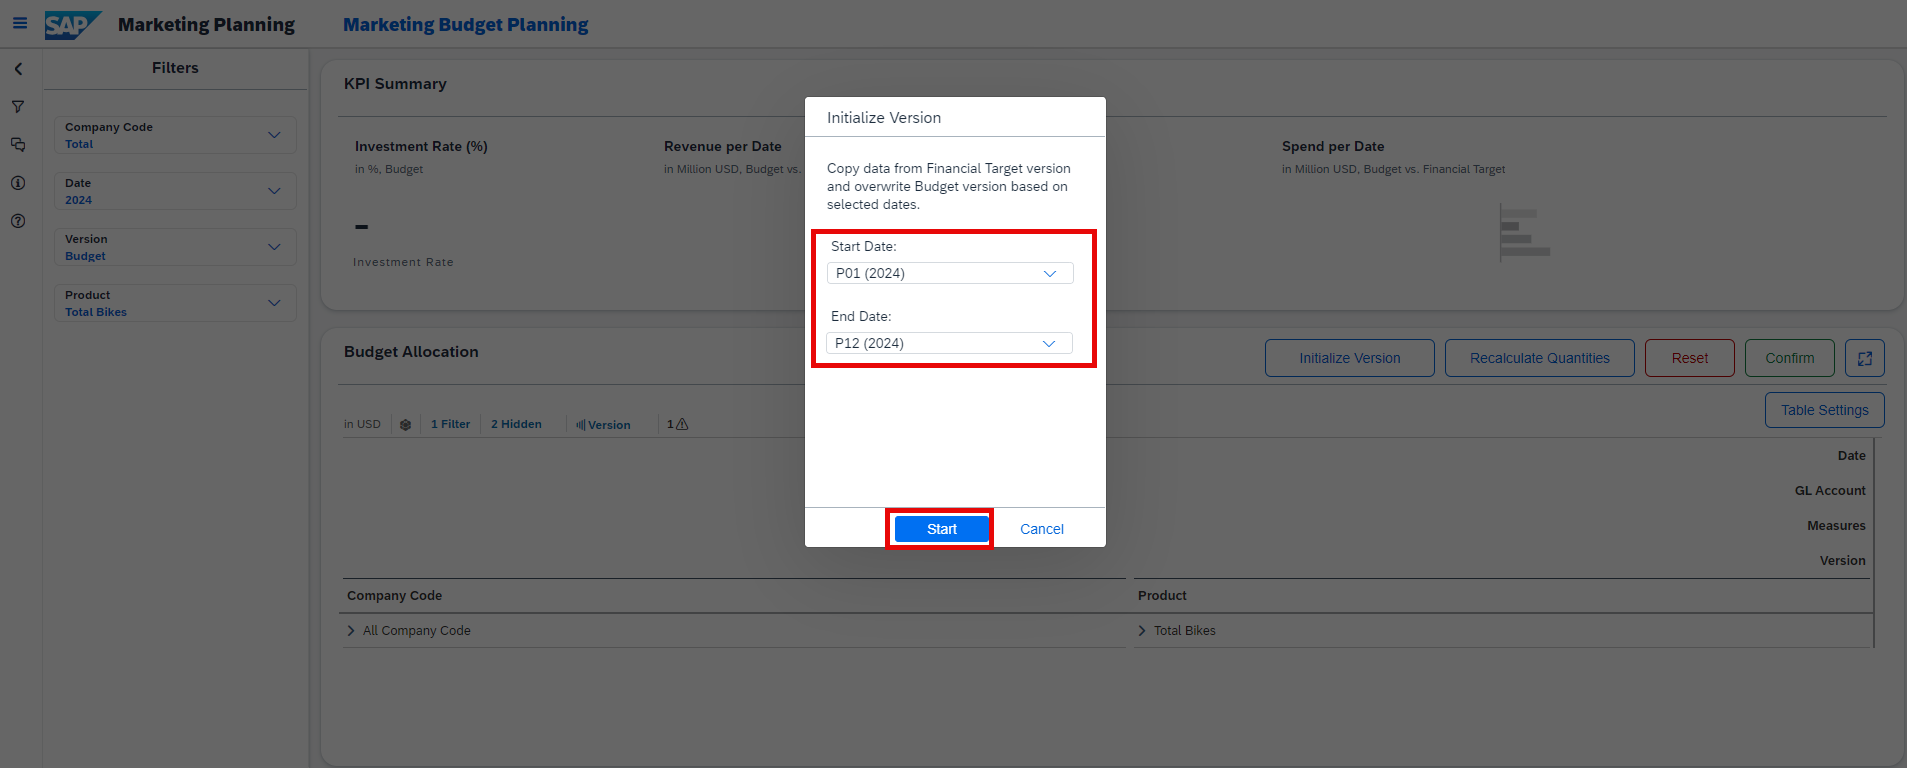 SAP Marketing Planning Marketing Budget Planning
Filters
Company Code
Total
Date
2024
Version
Budget
Product
Total Bikes
KPI Summary
Investment Rate (%)
in %, Budget
–
Investment Rate
Revenue per Date
in Million USD, Budget vs.
Spend per Date
in Million USD, Budget vs. Financial Target
Initialize Version
Copy data from Financial Target version
and overwrite Budget version based on
selected dates.
Start Date:
P01 (2024)
End Date:
P12 (2024)
Start Cancel
Budget Allocation
Initialize Version Recalculate Quantities Reset Confirm
Table Settings
in USD 1 Filter 2 Hidden Version 1
Date
GL Account
Measures
Version
Company Code Product
All Company Code Total Bikes